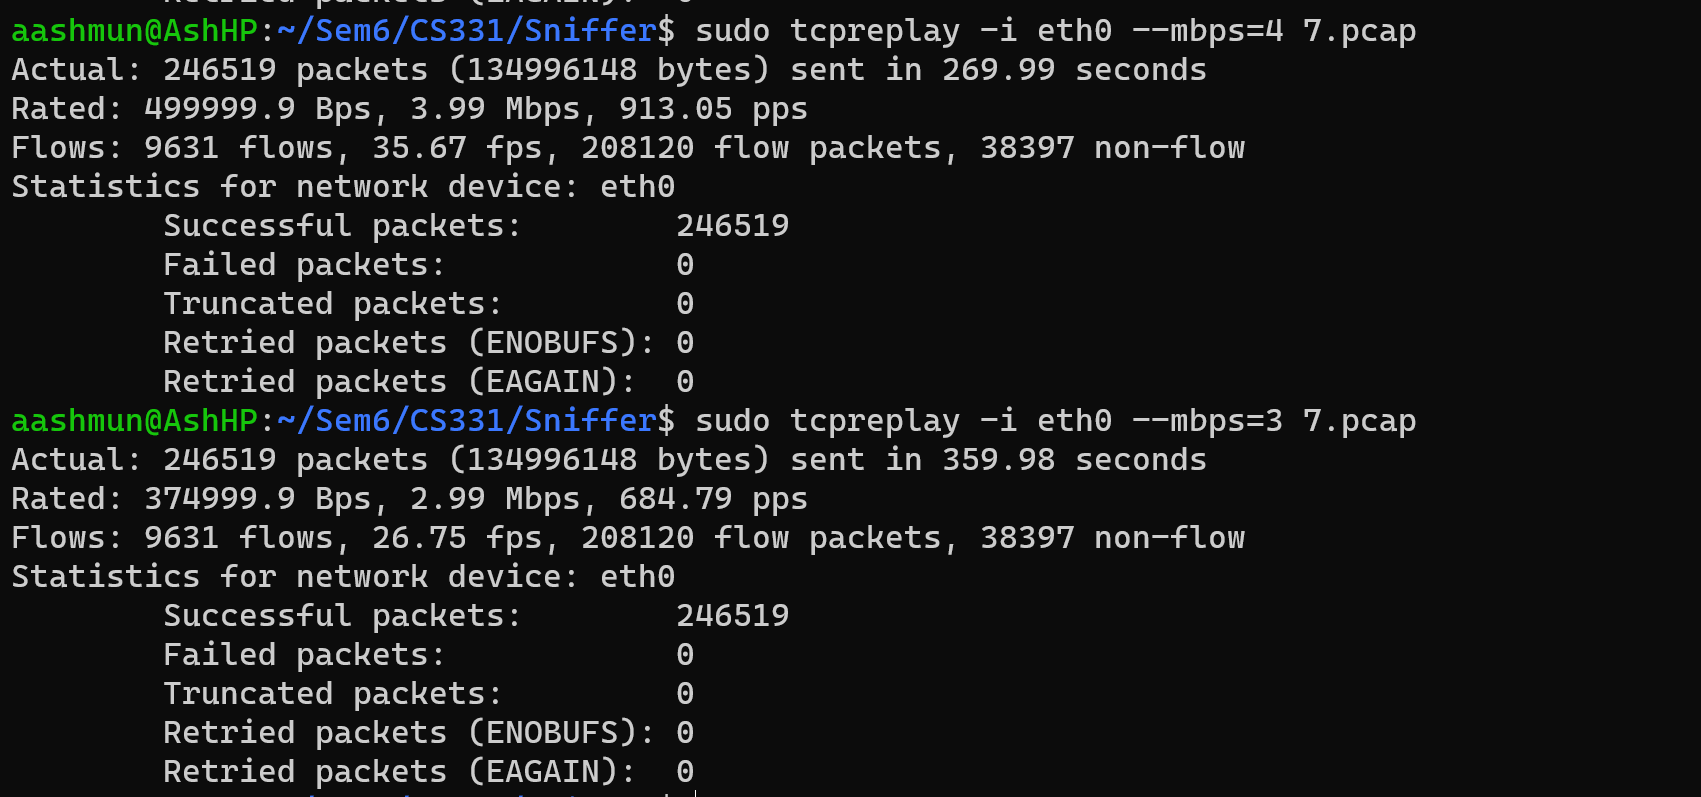 Retried packets (EAGAIN):  0
aashmun@AshHP:~/Sem6/CS331/Sniffer$ sudo tcpreplay -i eth0 --mbps=4 7.pcap
Actual: 246519 packets (134996148 bytes) sent in 269.99 seconds
Rated: 499999.9 Bps, 3.99 Mbps, 913.05 pps
Flows: 9631 flows, 35.67 fps, 208120 flow packets, 38397 non-flow
Statistics for network device: eth0
        Successful packets:        246519
        Failed packets:            0
        Truncated packets:         0
        Retried packets (ENOBUFS): 0
        Retried packets (EAGAIN):  0
aashmun@AshHP:~/Sem6/CS331/Sniffer$ sudo tcpreplay -i eth0 --mbps=3 7.pcap
Actual: 246519 packets (134996148 bytes) sent in 359.98 seconds
Rated: 374999.9 Bps, 2.99 Mbps, 684.79 pps
Flows: 9631 flows, 26.75 fps, 208120 flow packets, 38397 non-flow
Statistics for network device: eth0
        Successful packets:        246519
        Failed packets:            0
        Truncated packets:         0
        Retried packets (ENOBUFS): 0
        Retried packets (EAGAIN):  0